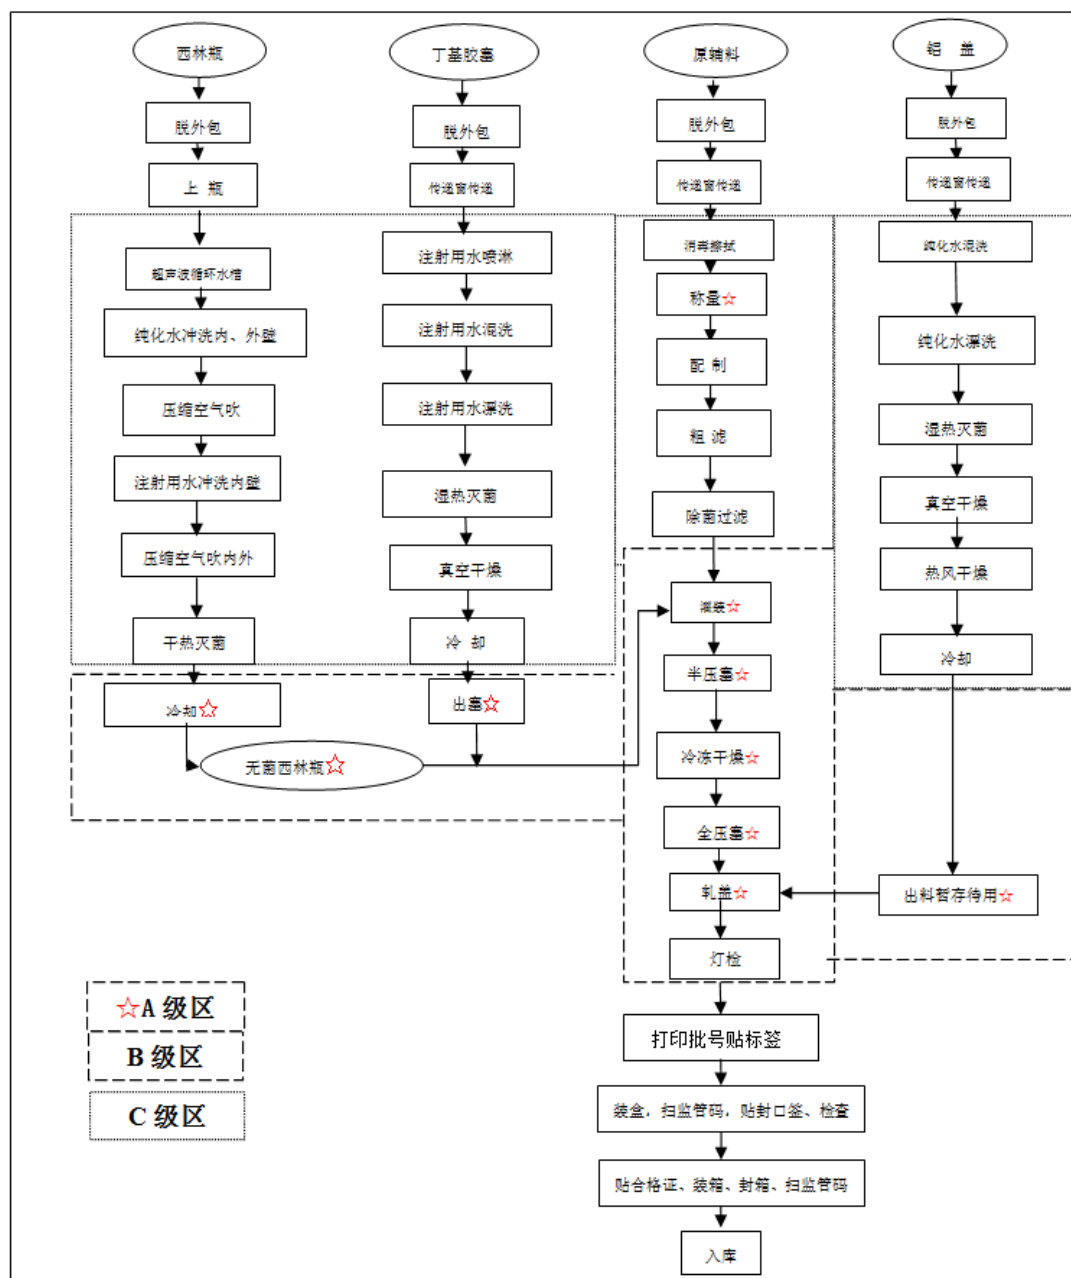 西林瓶
脱外包
上 瓶
超声波循环水槽
纯化水冲洗内、外壁
压缩空气吹
注射用水冲洗内壁
压缩空气吹内外
干热灭菌
冷却☆
无菌西林瓶☆
丁基胶塞
脱外包
传递窗传递
注射用水喷淋
注射用水混洗
注射用水漂洗
湿热灭菌
真空干燥
冷 却
出塞☆
原辅料
脱外包
传递窗传递
消毒擦拭
称量☆
配 制
粗 滤
除菌过滤
灌装☆
半压塞☆
冷冻干燥☆
全压塞☆
轧盖☆
灯检
打印批号贴标签
装盒，扫监管码，贴封口签、检查
贴合格证、装箱、封箱、扫监管码
入库
铝 盖
脱外包
传递窗传递
纯化水混洗
纯化水漂洗
湿热灭菌
真空干燥
热风干燥
冷却
出料暂存待用☆
☆A 级区
B 级区
C 级区